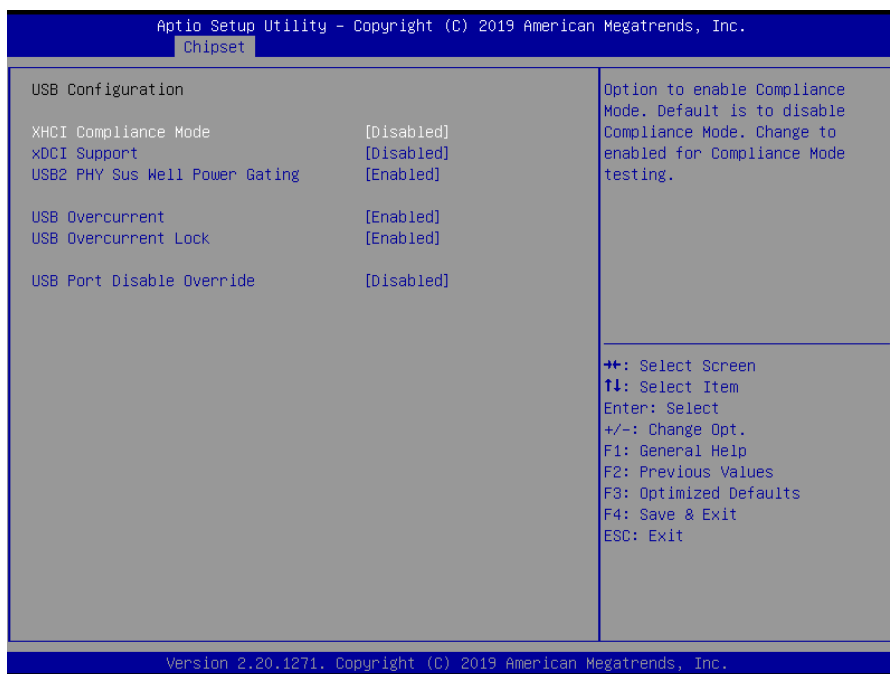 Aptio Setup Utility – Copyright (C) 2019 American Megatrends, Inc.
Chipset
USB Configuration
XHCI Compliance Mode [Disabled]
xDCI Support [Disabled]
USB2 PHY Sus Well Power Gating [Enabled]
USB Overcurrent [Enabled]
USB Overcurrent Lock [Enabled]
USB Port Disable Override [Disabled]
Option to enable Compliance
Mode. Default is to disable
Compliance Mode. Change to
enabled for Compliance Mode
testing.
→←: Select Screen
↑↓: Select Item
Enter: Select
+/-: Change Opt.
F1: General Help
F2: Previous Values
F3: Optimized Defaults
F4: Save & Exit
ESC: Exit
Version 2.20.1271. Copyright (C) 2019 American Megatrends, Inc.